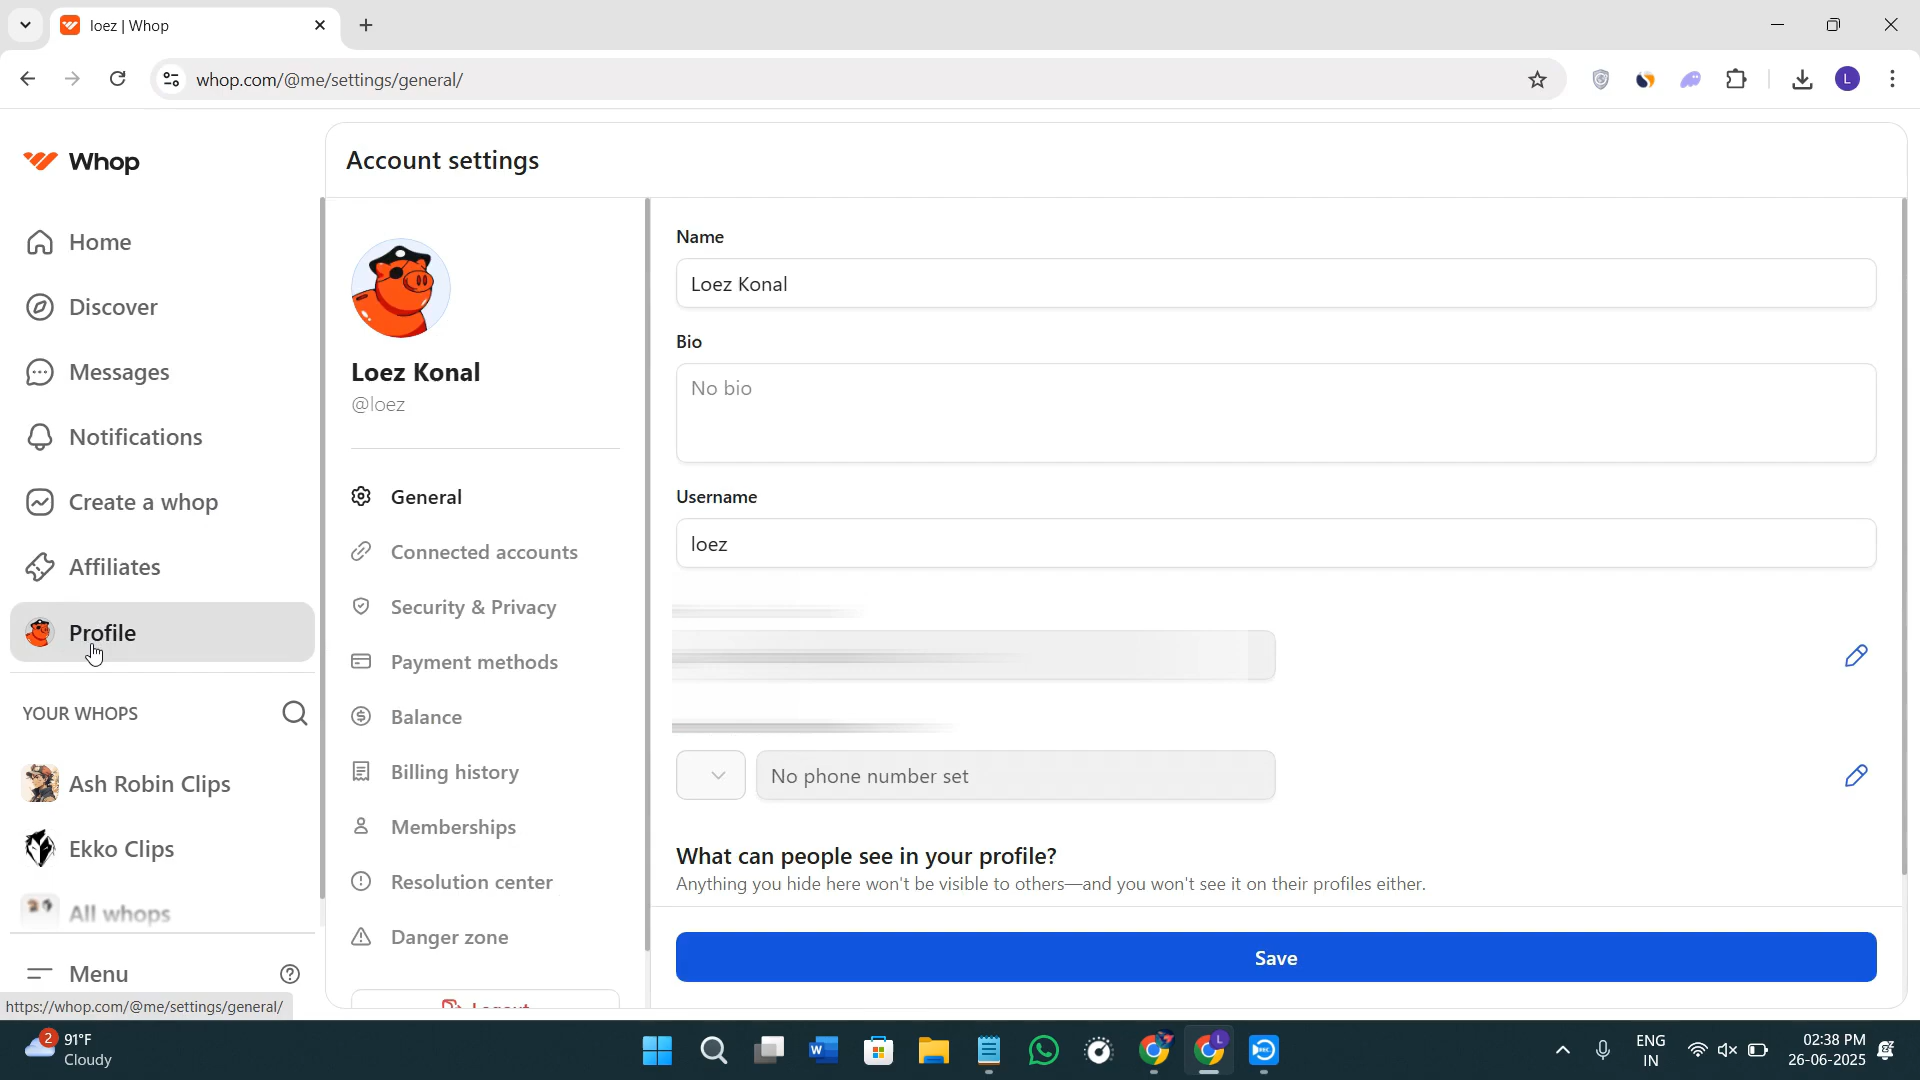 loez | Whop
whop.com/@me/settings/general/
L
Whop
Home
Discover
Messages
Notifications
Create a whop
Affiliates
Profile
YOUR WHOPS
Ash Robin Clips
Ekko Clips
All whops
Menu
https://whop.com/@me/settings/general/
Account settings
Loez Konal
@loez
General
Connected accounts
Security & Privacy
Payment methods
Balance
Billing history
Memberships
Resolution center
Danger zone
Logout
Name
Loez Konal
Bio
No bio
Username
loez
No phone number set
What can people see in your profile?
Anything you hide here won't be visible to others—and you won't see it on their profiles either.
Save
2
91°F
Cloudy
ENG
IN
02:38 PM
26-06-2025